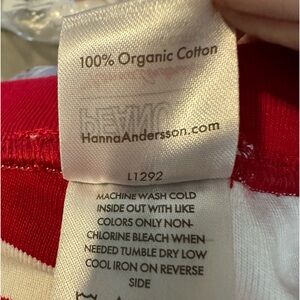 100% Organic Cotton
PEANU
HannaAndersson.com
L1292
MACHINE WASH COLD
INSIDE OUT WITH LIKE
COLORS ONLY NON-
CHLORINE BLEACH WHEN
NEEDED TUMBLE DRY LOW
COOL IRON ON REVERSE
SIDE